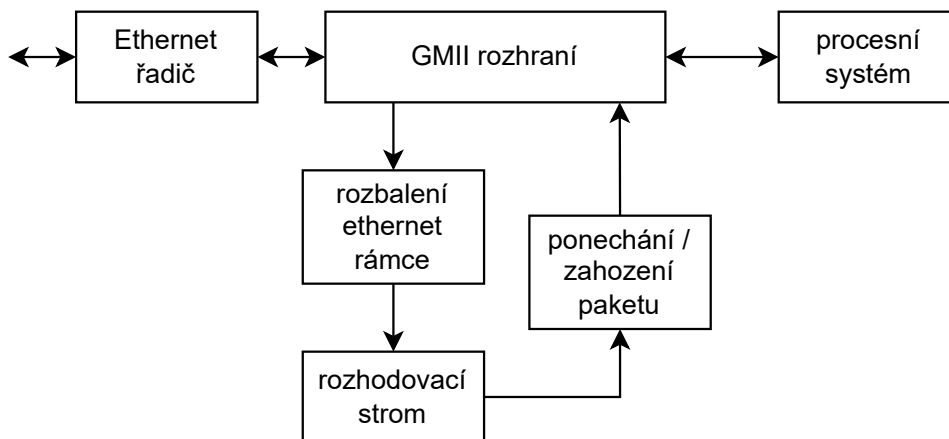 Ethernet
řadič
GMII rozhraní
procesní
systém
rozbalení
ethernet
rámce
ponechání /
zahození
paketu
rozhodovací
strom